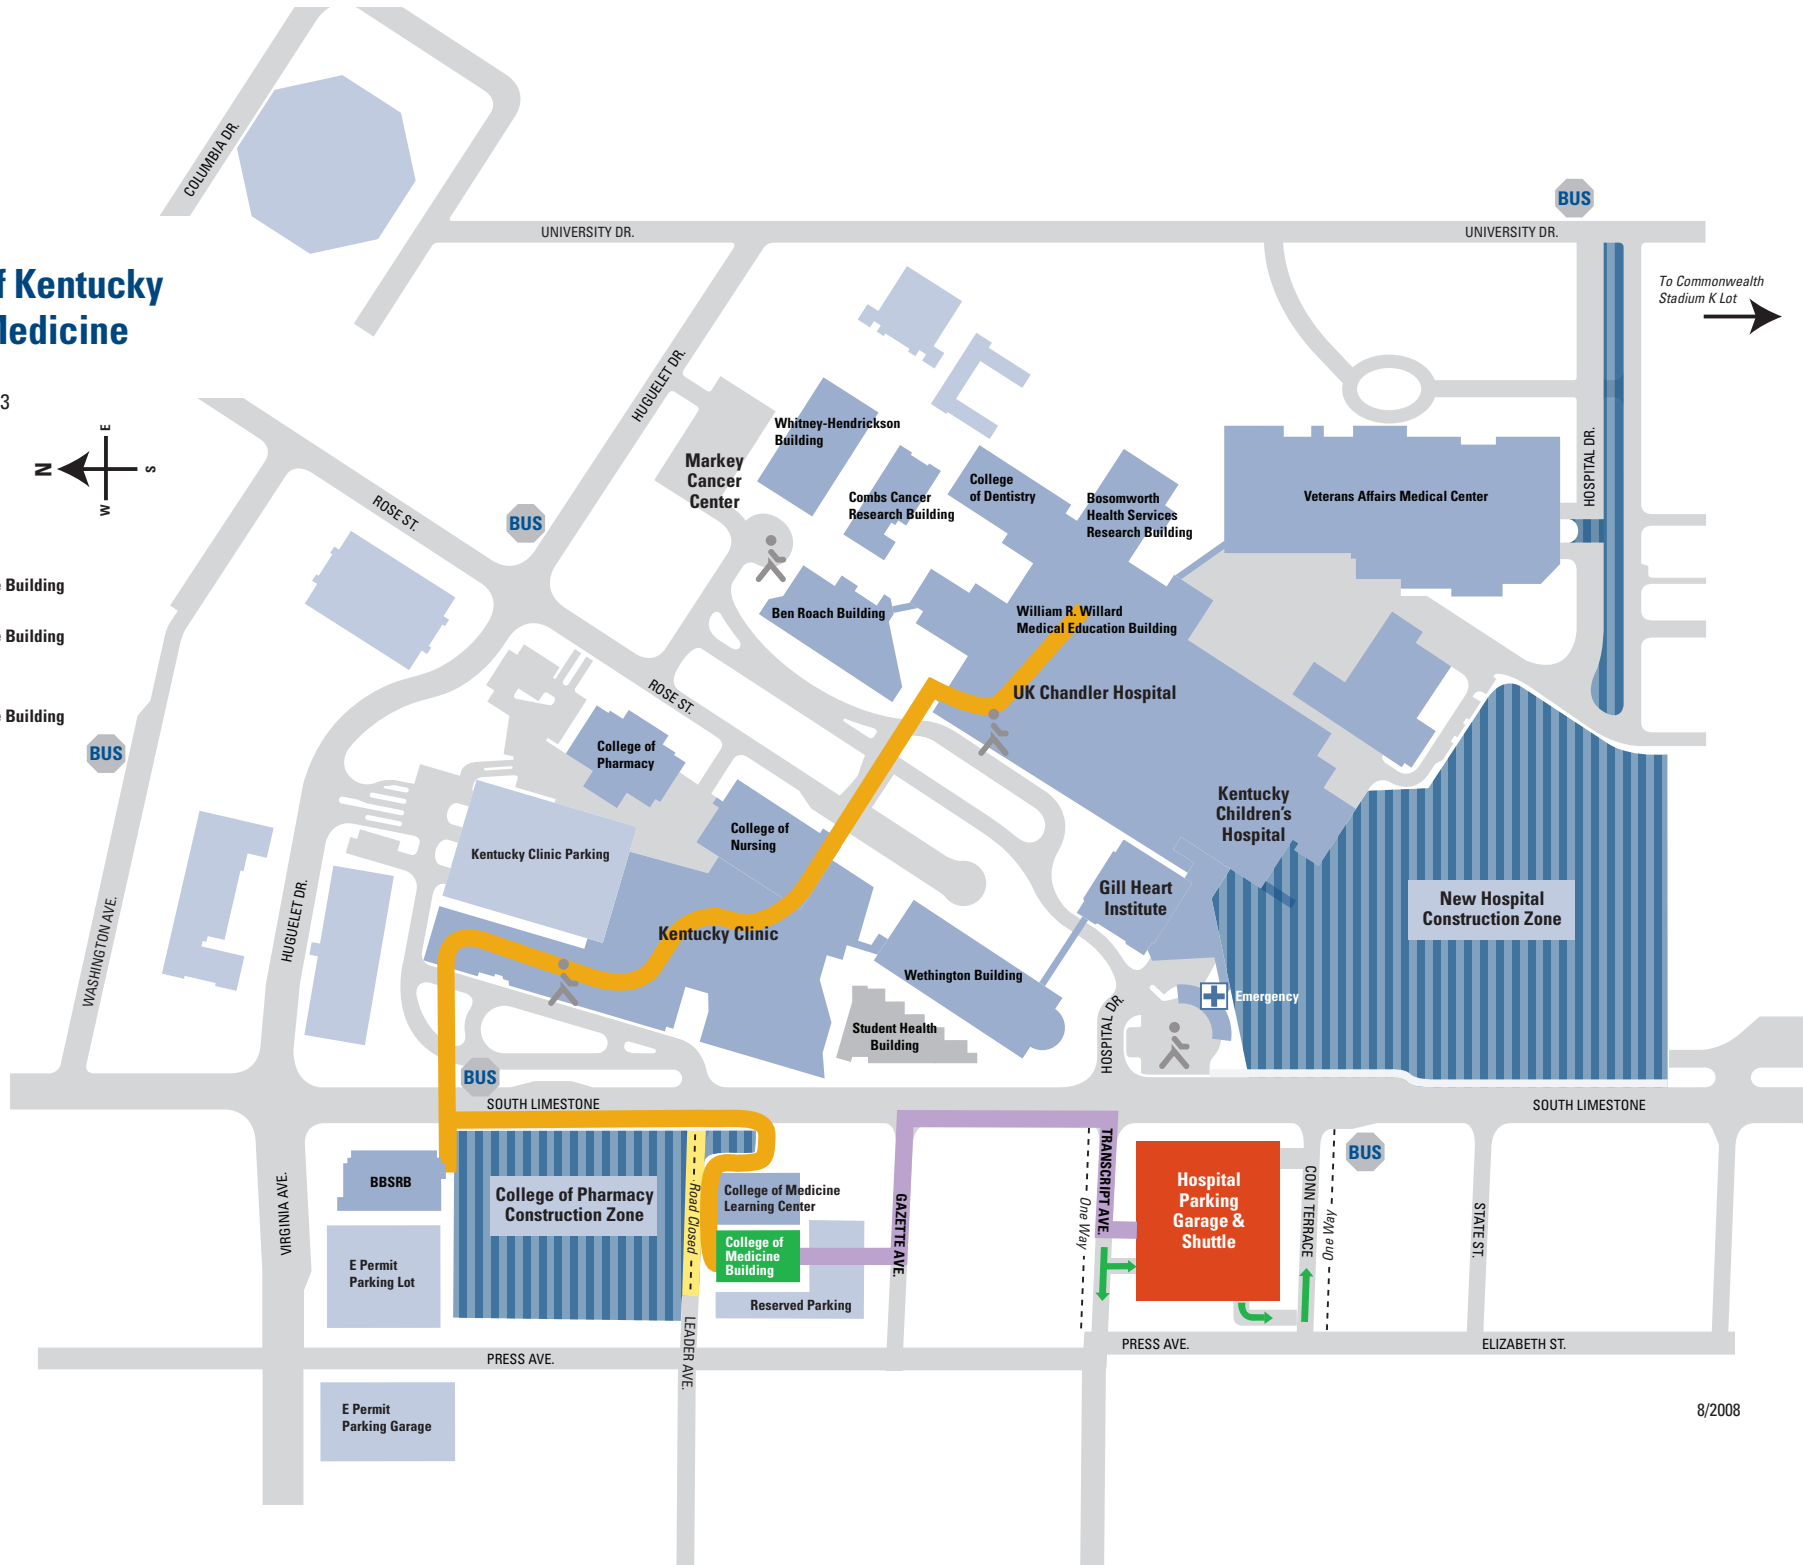 COLUMBIA DR.
BUS
UNIVERSITY DR.
UNIVERSITY DR.
f Kentucky
Medicine
To Commonwealth
Stadium K Lot
3
N
E
S
W
HUGUELET DR.
Whitney-Hendrickson
Building
Markey
Cancer
Center
Combs Cancer
Research Building
College
of Dentistry
Bosomworth
Health Services
Research Building
Veterans Affairs Medical Center
HOSPITAL DR.
ROSE ST.
BUS
e Building
e Building
e Building
Ben Roach Building
William R. Willard
Medical Education Building
UK Chandler Hospital
ROSE ST.
BUS
College of
Pharmacy
College of
Nursing
Kentucky Clinic Parking
Kentucky
Children's
Hospital
Gill Heart
Institute
New Hospital
Construction Zone
HUGUELET DR.
WASHINGTON AVE.
Kentucky Clinic
Wethington Building
Emergency
Student Health
Building
HOSPITAL DR.
BUS
SOUTH LIMESTONE
SOUTH LIMESTONE
BBSRB
College of Pharmacy
Construction Zone
Road Closed
College of Medicine
Learning Center
College of
Medicine
Building
Reserved Parking
GAZETTE AVE.
One Way
TRANSCRIPT AVE.
Hospital
Parking
Garage &
Shuttle
CONN TERRACE
One Way
BUS
STATE ST.
VIRGINIA AVE.
E Permit
Parking Lot
LEADER AVE.
PRESS AVE.
PRESS AVE.
ELIZABETH ST.
E Permit
Parking Garage
8/2008